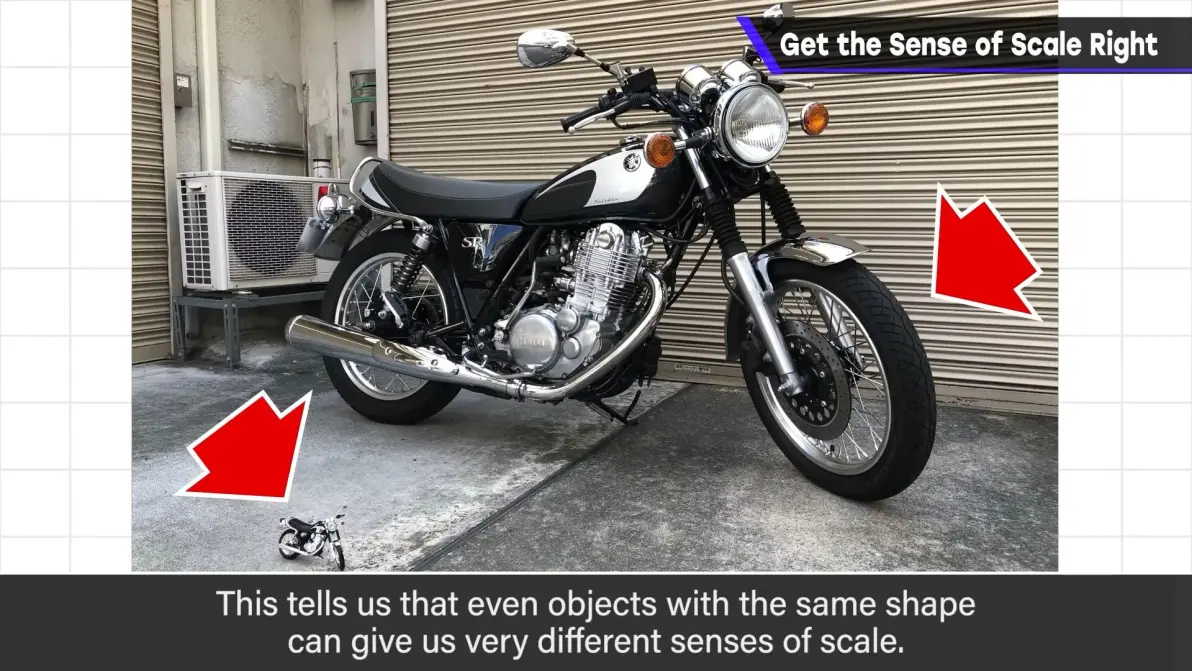 Get the Sense of Scale Right
SR
This tells us that even objects with the same shape
can give us very different senses of scale.